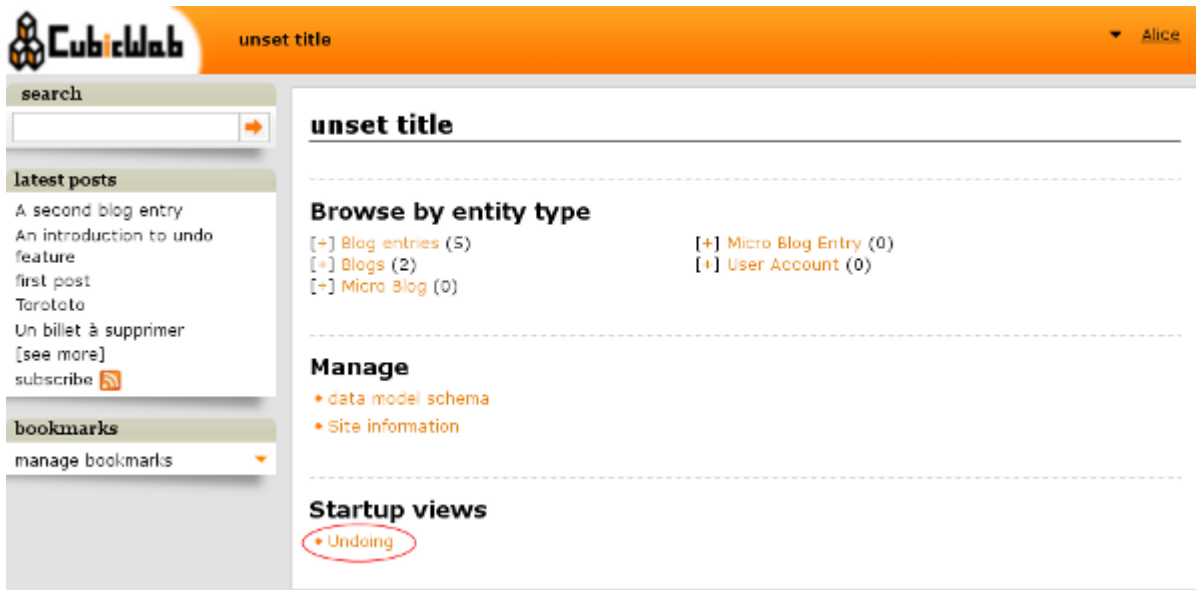 CubicWeb
unset title
Alice
search
latest posts
A second blog entry
An introduction to undo
feature
first post
Torototo
Un billet à supprimer
[see more]
subscribe
bookmarks
manage bookmarks
unset title
Browse by entity type
[+] Blog entries (5)
[+] Blogs (2)
[+] Micro Blog (0)
[+] Micro Blog Entry (0)
[+] User Account (0)
Manage
• data model schema
• Site information
Startup views
• Undoing